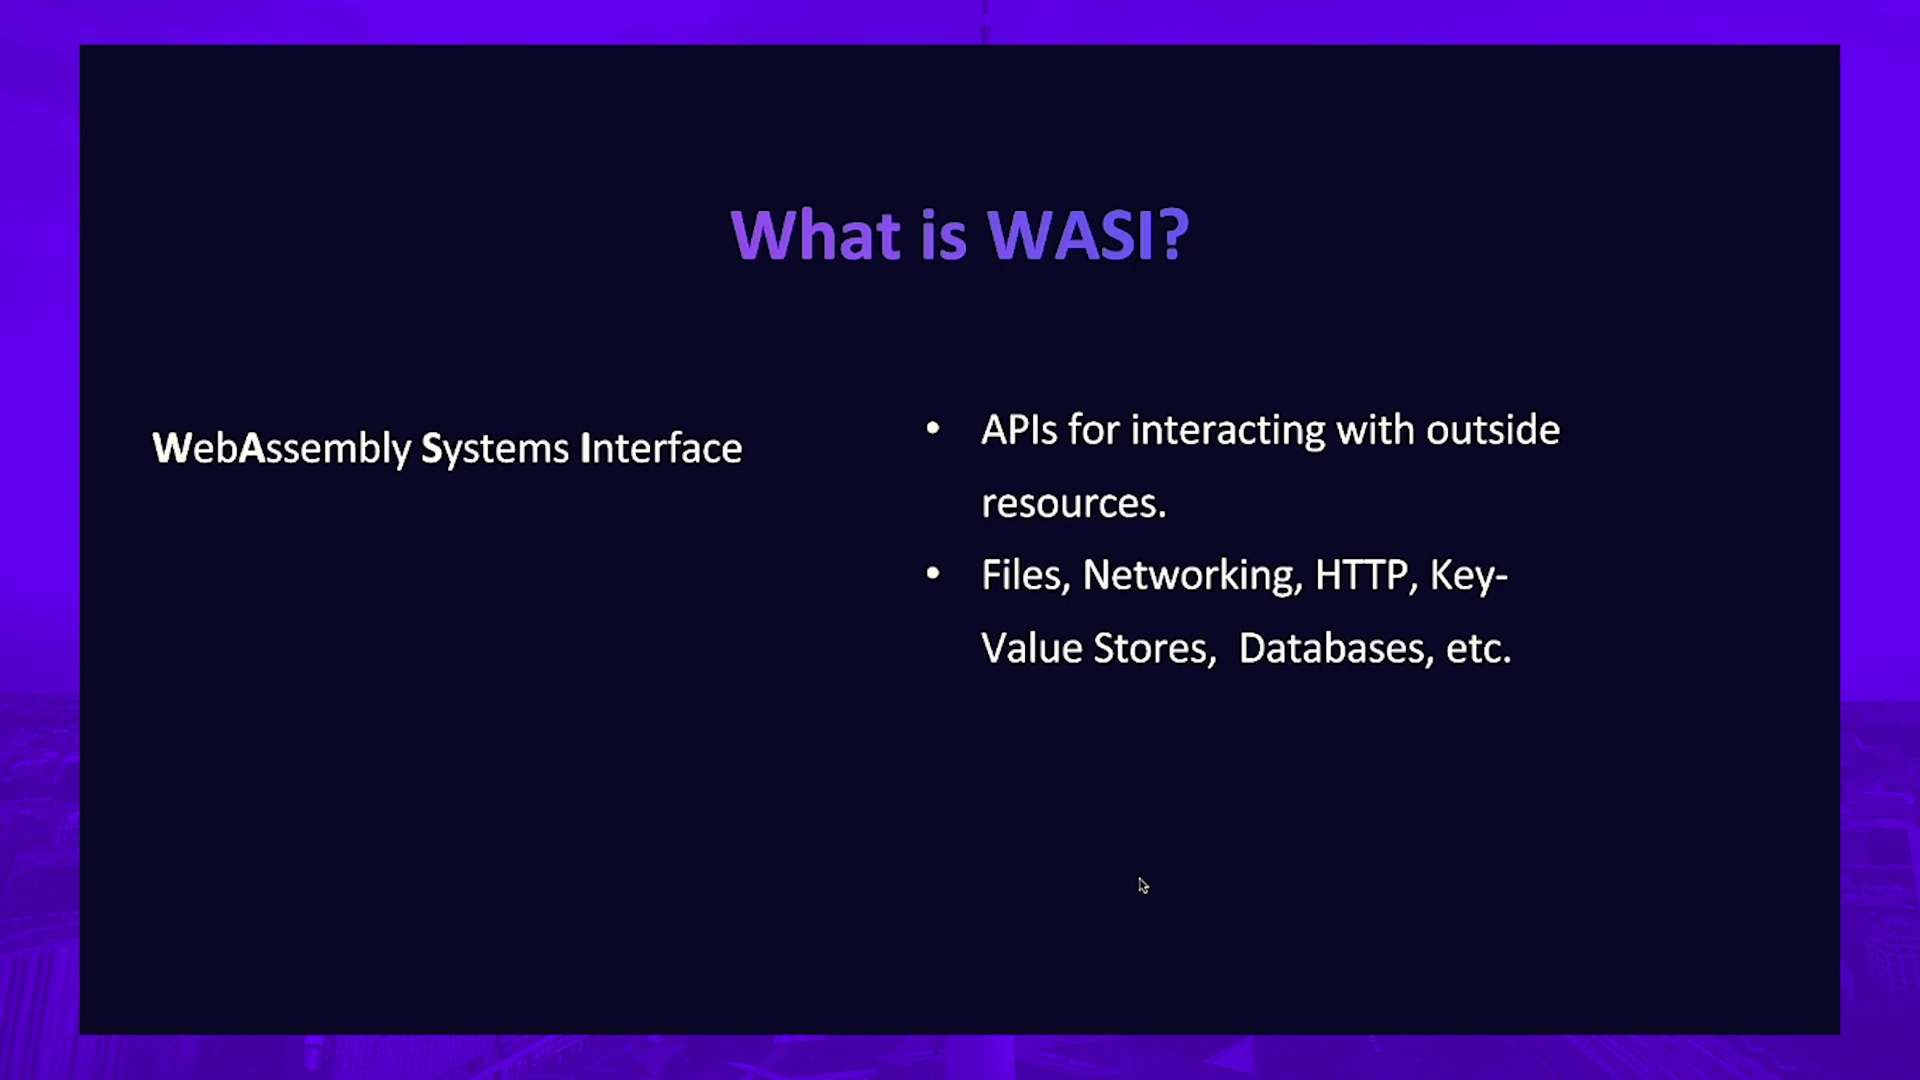 What is WASI?
WebAssembly Systems Interface
• APIs for interacting with outside
resources.
• Files, Networking, HTTP, Key-
Value Stores,  Databases, etc.